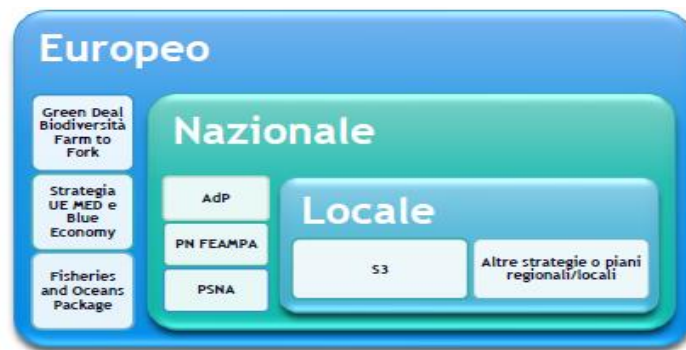 Europeo
Green Deal
Biodiversità
Farm to
Fork
Strategia
UE MED e
Blue
Economy
Fisheries
and Oceans
Package
Nazionale
AdP
PN FEAMPA
PSNA
Locale
S3
Altre strategie o piani
regionali/locali